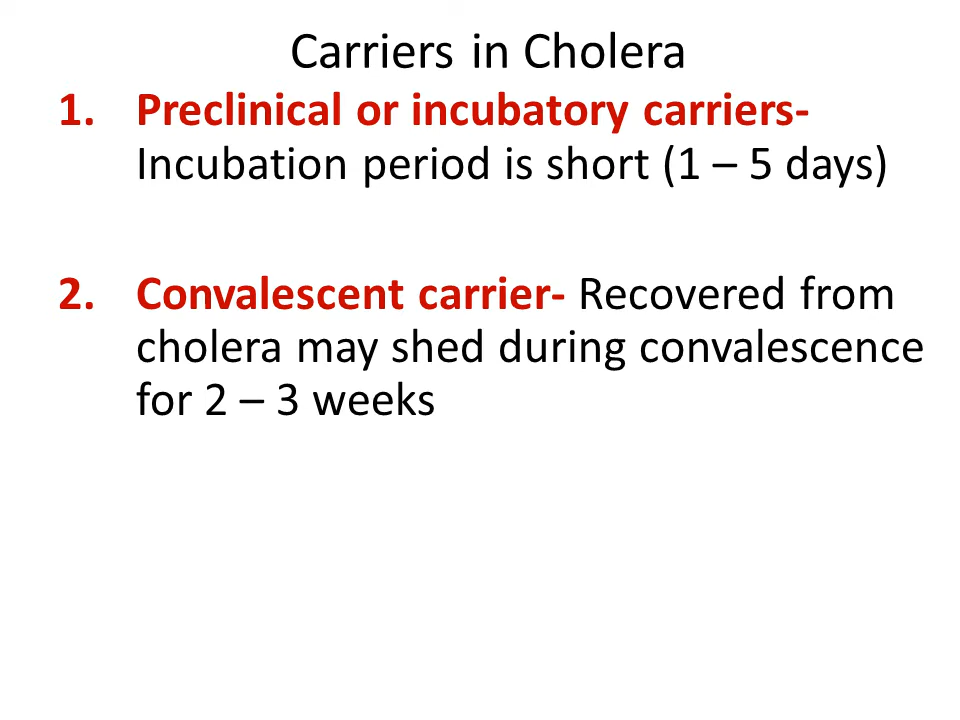 Carriers in Cholera
1. Preclinical or incubatory carriers-
Incubation period is short (1 – 5 days)
2. Convalescent carrier- Recovered from
cholera may shed during convalescence
for 2 – 3 weeks